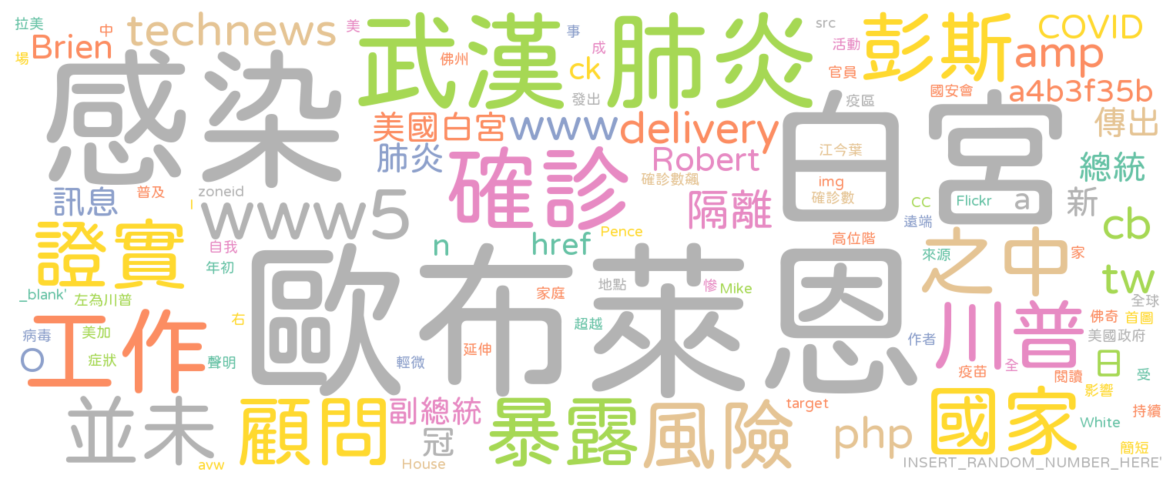 拉美
中
Brien
technews
美
武漢
肺炎
事
成
src
活動
彭斯
COVID
amp
場
佛州
ck
官員
感染
發出
疫區
白宮
國安會
a4b3f35b
美國白宮
www
delivery
傳出
肺炎
確診
Robert
江今葉
img
確診數
確診數飆
總統
訊息
普及
zoneid
www5
隔離
cc
Flickr
a
新
遠端
cb
證實
自我
年初
n
href
Pence
高位階
之中
來源
家
tw
_blank'
左為川普
右
歐布萊恩
家庭
地點
慘
Mike
全球
病毒
美加
工作
超越
川普
佛奇
首圖
美國政府
O
症狀
聲明
輕微
延伸
作者
疫苗
全
閱讀
日
受
並未
顧問
副總統
冠
暴露
風險
target
php
國家
影響
持續
White
簡短
avw
House
INSERT_RANDOM_NUMBER_HERE'